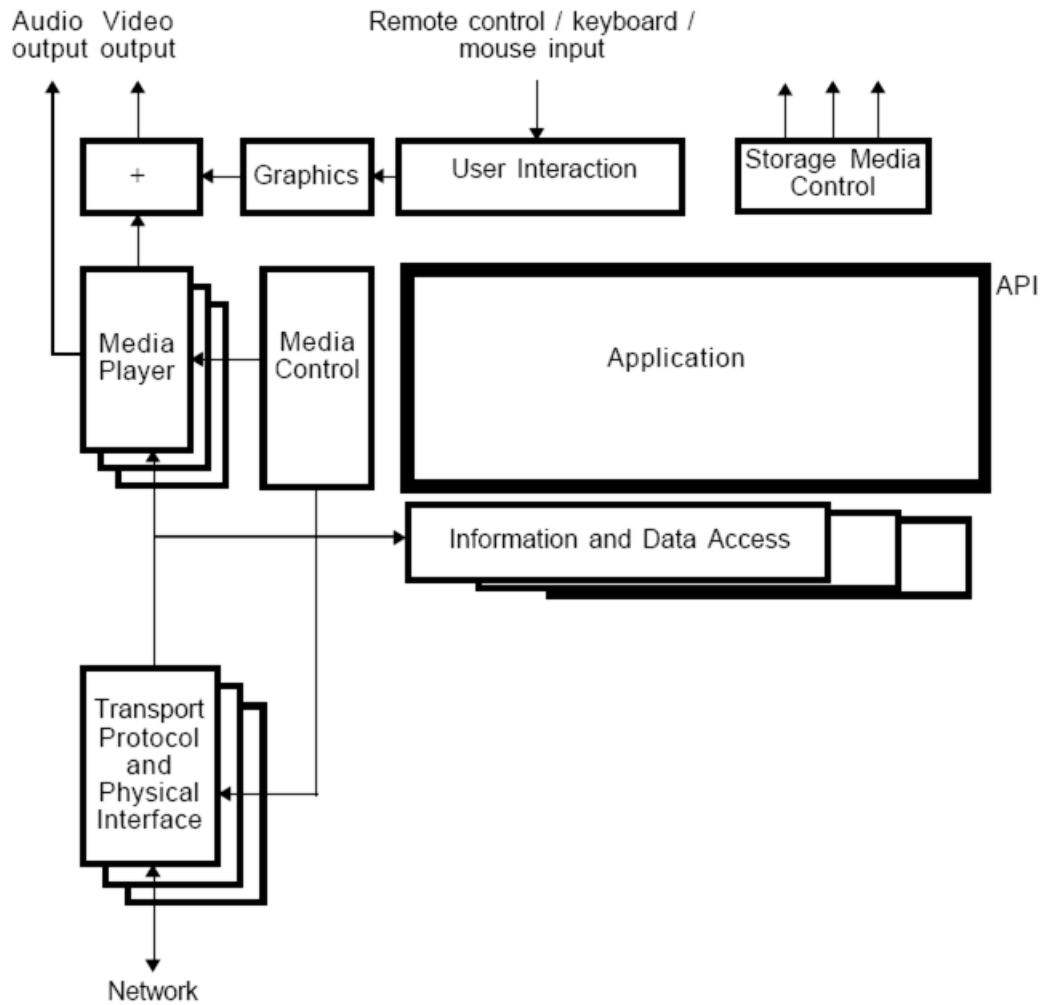 Audio Video
output output
Remote control / keyboard /
mouse input
+
Graphics
User Interaction
Storage Media
Control
API
Media
Player
Media
Control
Application
Information and Data Access
Transport
Protocol
and
Physical
Interface
Network